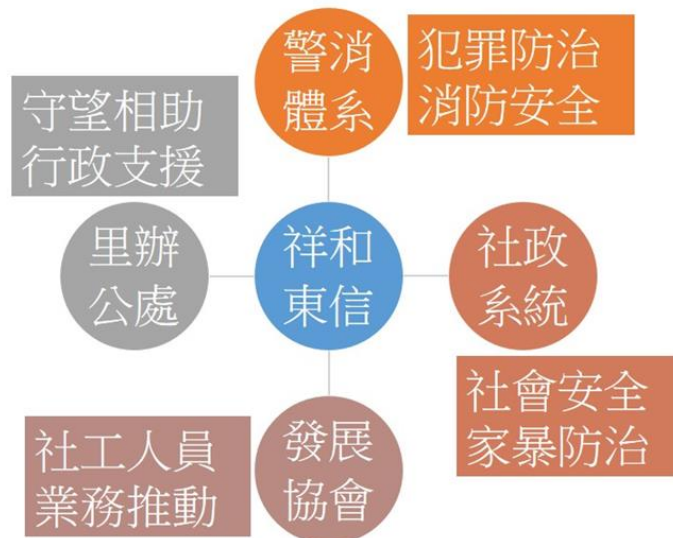 警消
體系
犯罪防治
消防安全
守望相助
行政支援
里辦
公處
祥和
東信
社政
系統
社會安全
家暴防治
社工人員
業務推動
發展
協會